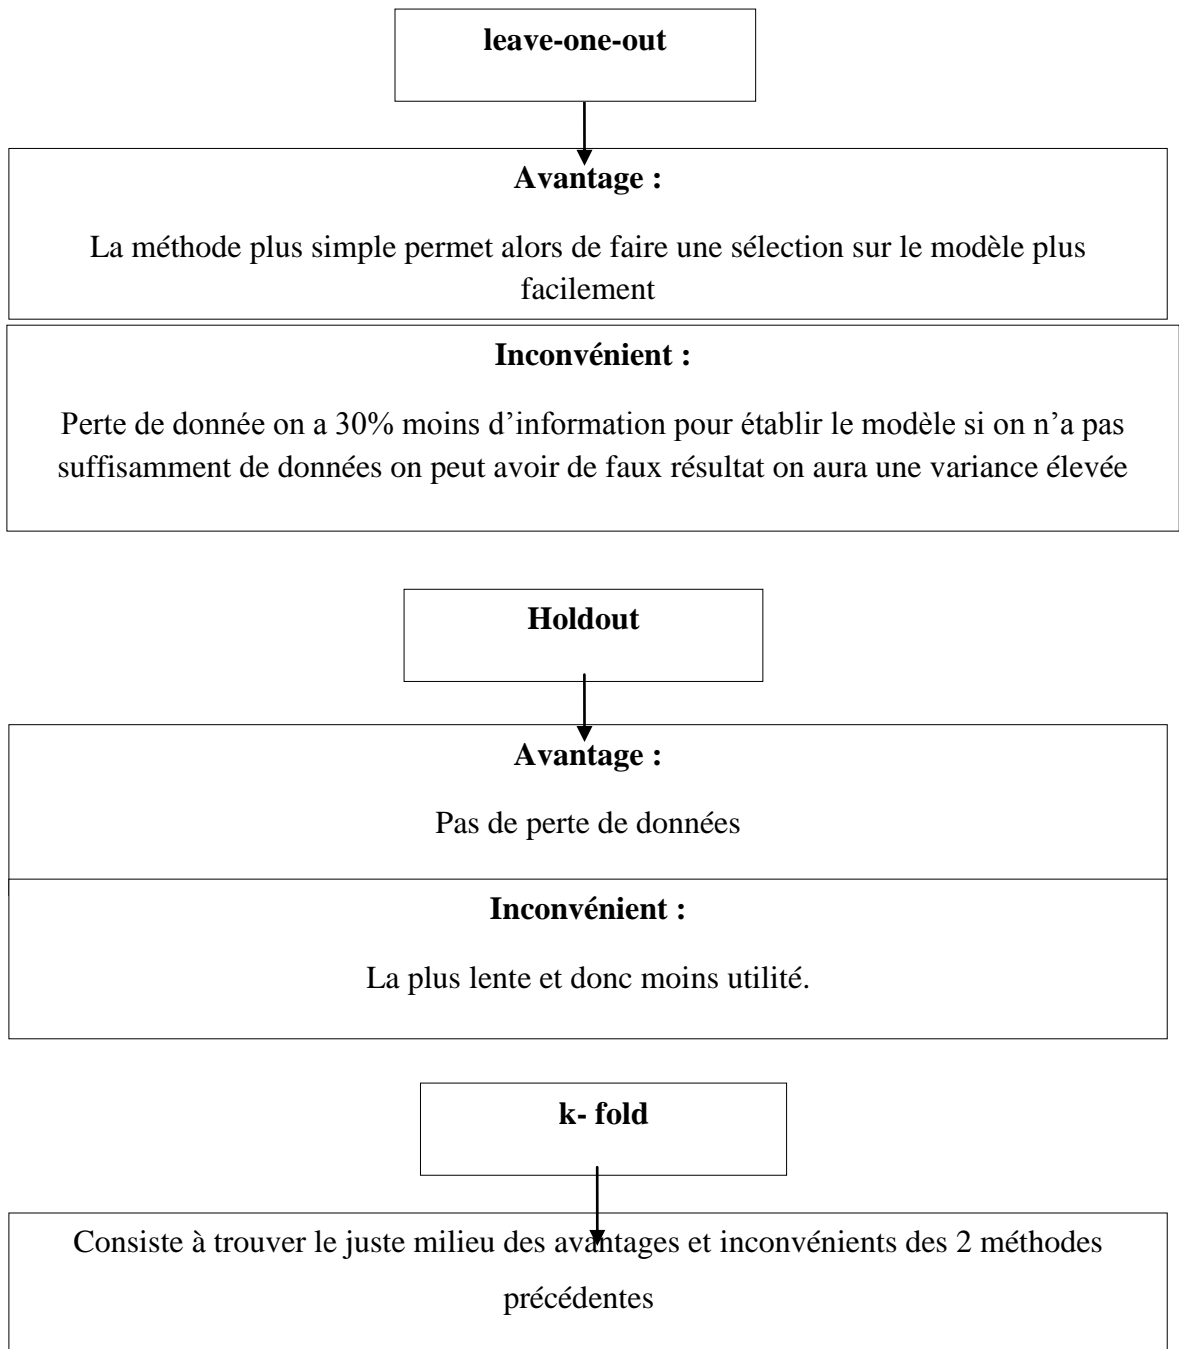 leave-one-out
Avantage :
La méthode plus simple permet alors de faire une sélection sur le modèle plus
facilement
Inconvénient :
Perte de donnée on a 30% moins d’information pour établir le modèle si on n’a pas
suffisamment de données on peut avoir de faux résultat on aura une variance élevée
Holdout
Avantage :
Pas de perte de données
Inconvénient :
La plus lente et donc moins utilité.
k- fold
Consiste à trouver le juste milieu des avantages et inconvénients des 2 méthodes
précédentes